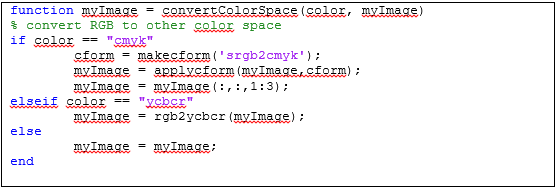 function myImage = convertColorSpace(color, myImage)
% convert RGB to other color space
if color == "cmyk"
        cform = makecform('srgb2cmyk');
        myImage = applycform(myImage,cform);
        myImage = myImage(:,:,1:3);
elseif color == "ycbcr"
        myImage = rgb2ycbcr(myImage);
else
        myImage = myImage;
end